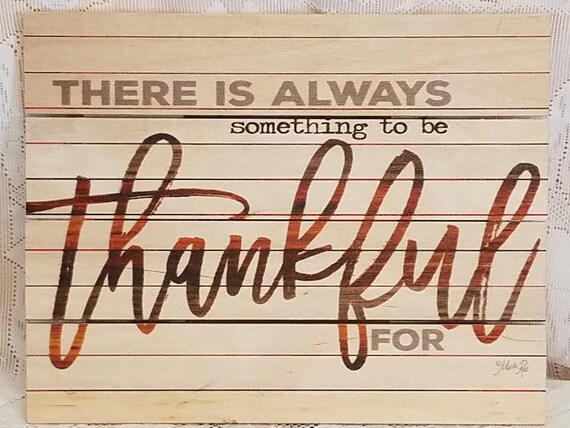 THERE IS ALWAYS
something to be
thankful
FOR